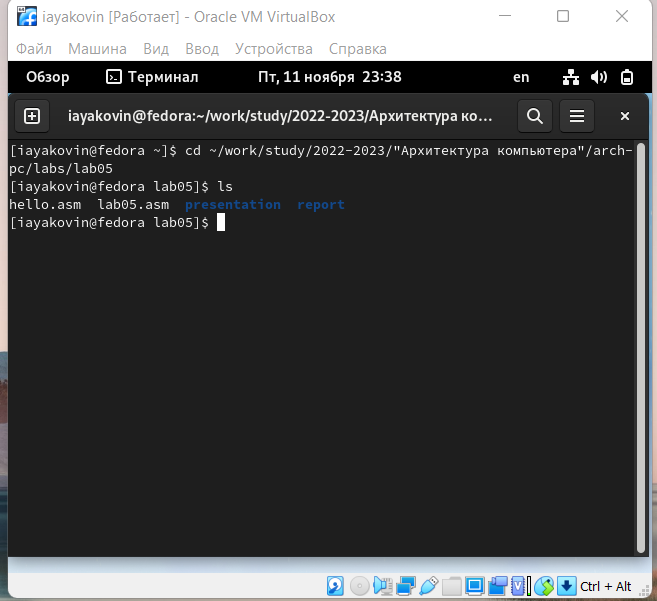 iayakovin [Работает] - Oracle VM VirtualBox
Файл Машина Вид Ввод Устройства Справка
Обзор Терминал Пт, 11 ноября 23:38 en
iayakovin@fedora:~/work/study/2022-2023/Архитектура ко...
[iayakovin@fedora ~]$ cd ~/work/study/2022-2023/"Архитектура компьютера"/arch-
pc/labs/lab05
[iayakovin@fedora lab05]$ ls
hello.asm lab05.asm presentation report
[iayakovin@fedora lab05]$
Ctrl + Alt